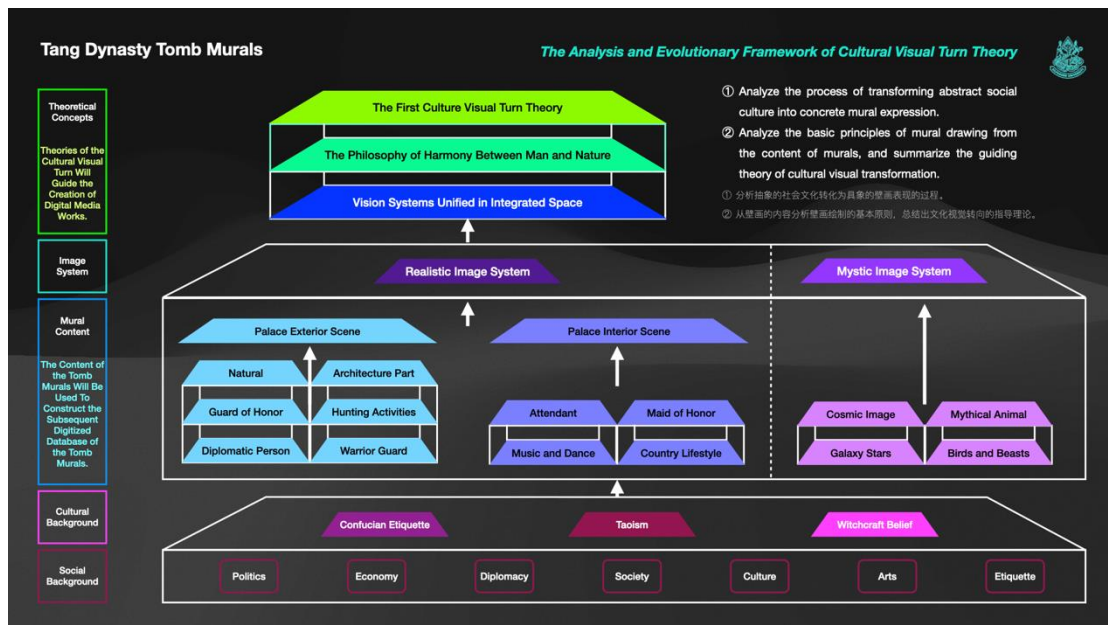 Tang Dynasty Tomb Murals
The Analysis and Evolutionary Framework of Cultural Visual Turn Theory
① Analyze the process of transforming abstract social
culture into concrete mural expression.
② Analyze the basic principles of mural drawing from
the content of murals, and summarize the guiding
theory of cultural visual transformation.
① 分析抽象的社会文化转化为具象的壁画表现的过程。
② 从壁画的内容分析壁画绘制的基本原则，总结出文化视觉转向的指导理论。
Theoretical
Concepts
Theories of the
Cultural Visual
Turn Will
Guide the
Creation of
Digital Media
Works.
The First Culture Visual Turn Theory
The Philosophy of Harmony Between Man and Nature
Vision Systems Unified in Integrated Space
Image
System
Realistic Image System
Mystic Image System
Mural
Content
The Content of
the Tomb
Murals Will Be
Used To
Construct the
Subsequent
Digitized
Database of
the Tomb
Murals.
Palace Exterior Scene
Natural
Architecture Part
Guard of Honor
Hunting Activities
Diplomatic Person
Warrior Guard
Palace Interior Scene
Attendant
Maid of Honor
Music and Dance
Country Lifestyle
Cosmic Image
Mythical Animal
Galaxy Stars
Birds and Beasts
Cultural
Background
Confucian Etiquette
Taoism
Witchcraft Belief
Social
Background
Politics
Economy
Diplomacy
Society
Culture
Arts
Etiquette